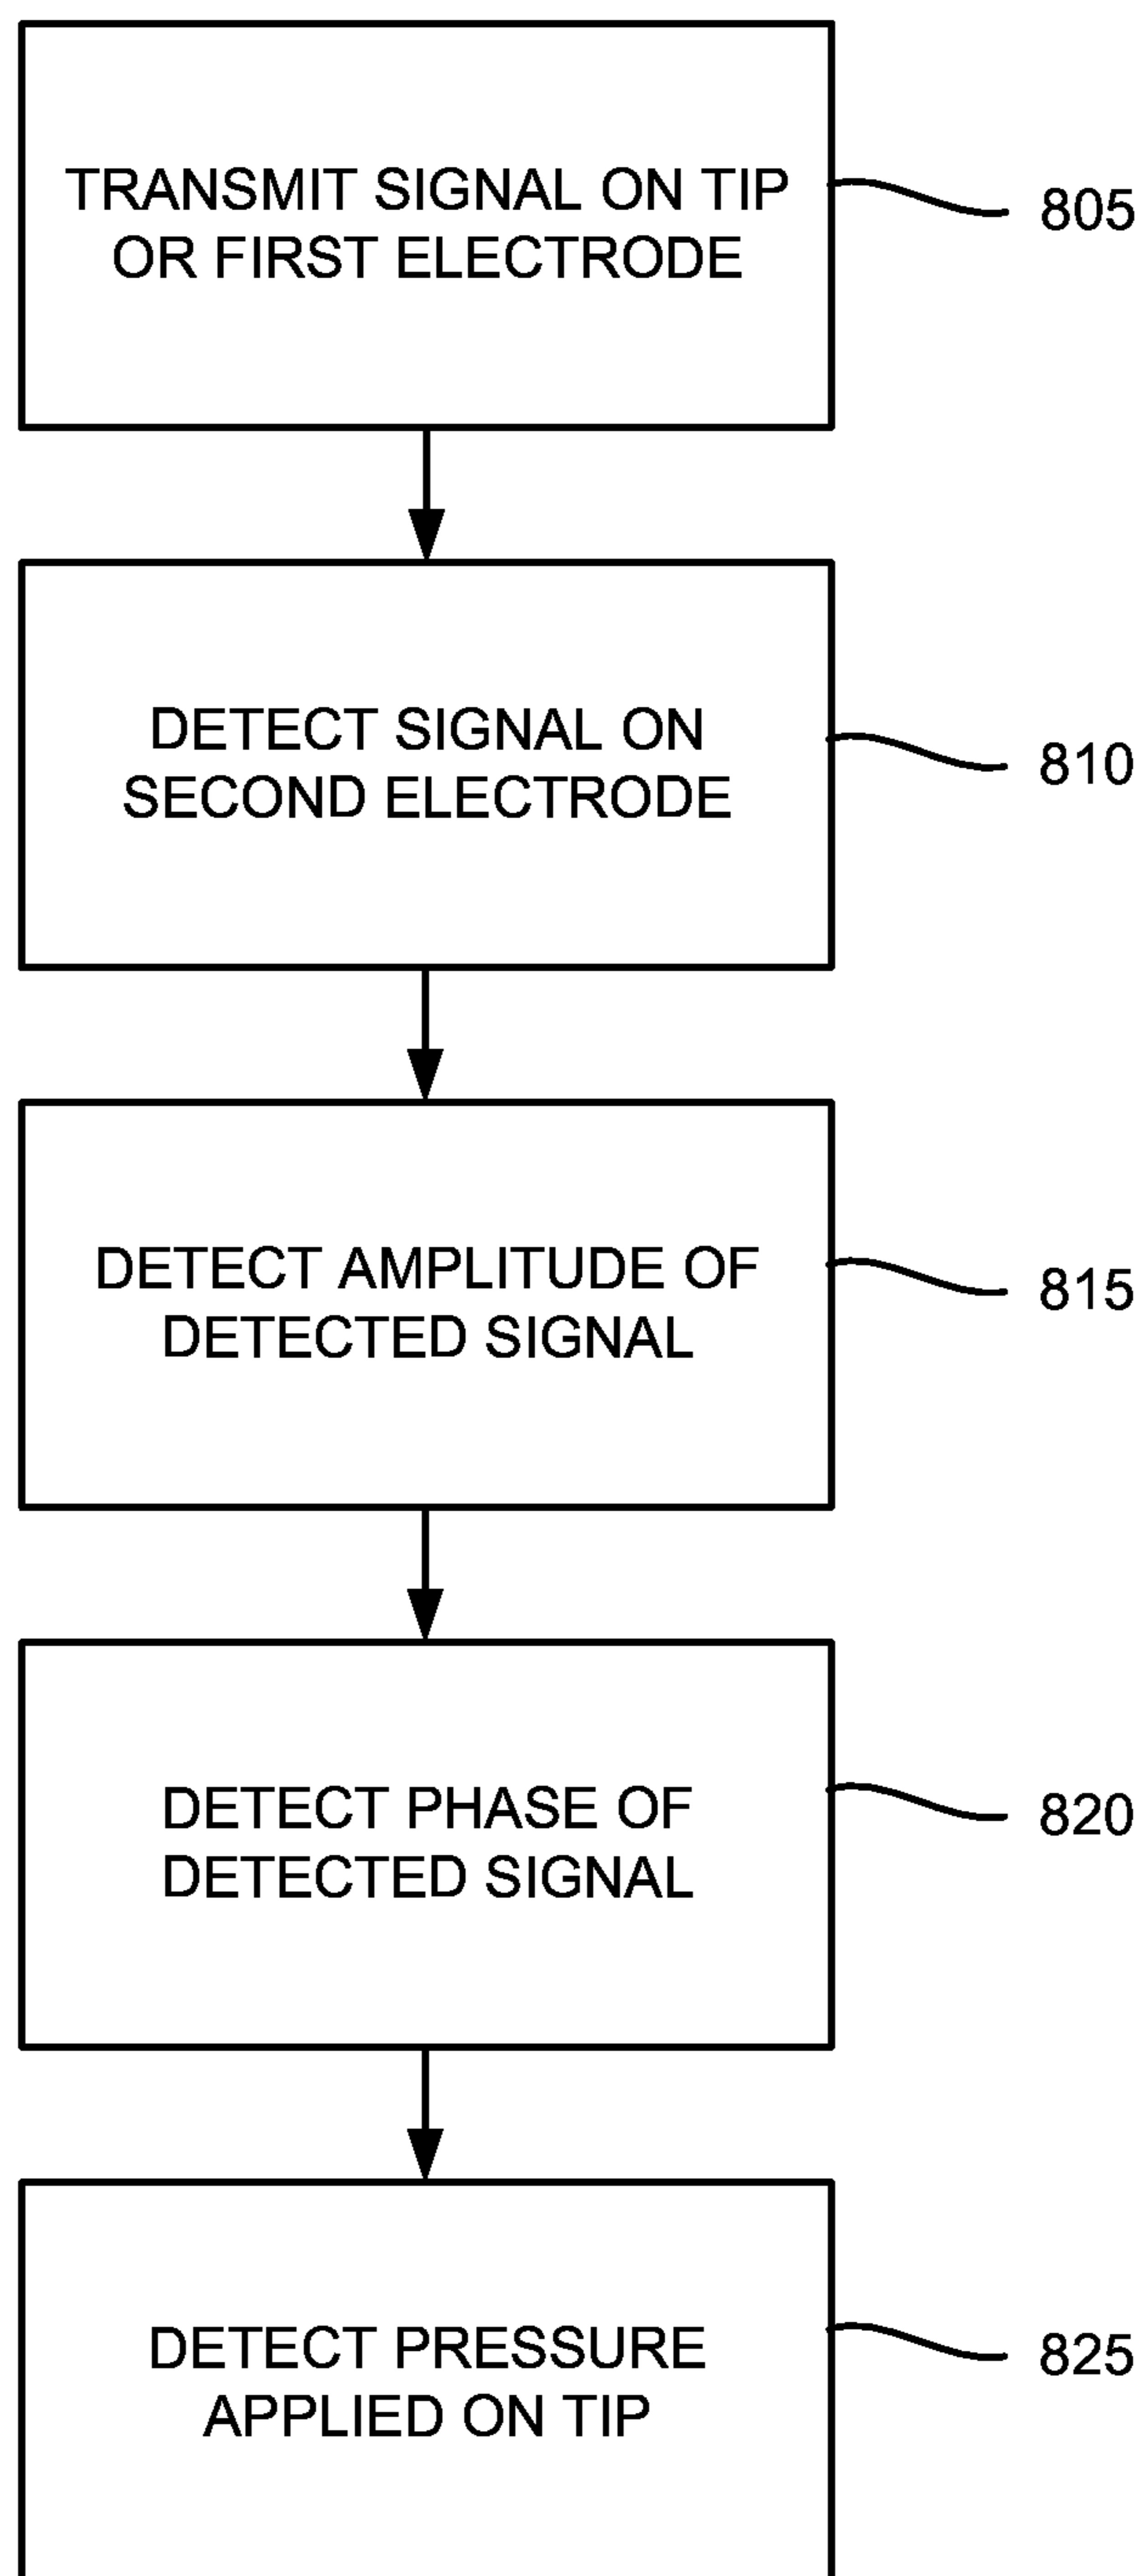 TRANSMIT SIGNAL ON TIP
OR FIRST ELECTRODE
805
DETECT SIGNAL ON
SECOND ELECTRODE
810
DETECT AMPLITUDE OF
DETECTED SIGNAL
815
DETECT PHASE OF
DETECTED SIGNAL
820
DETECT PRESSURE
APPLIED ON TIP
825